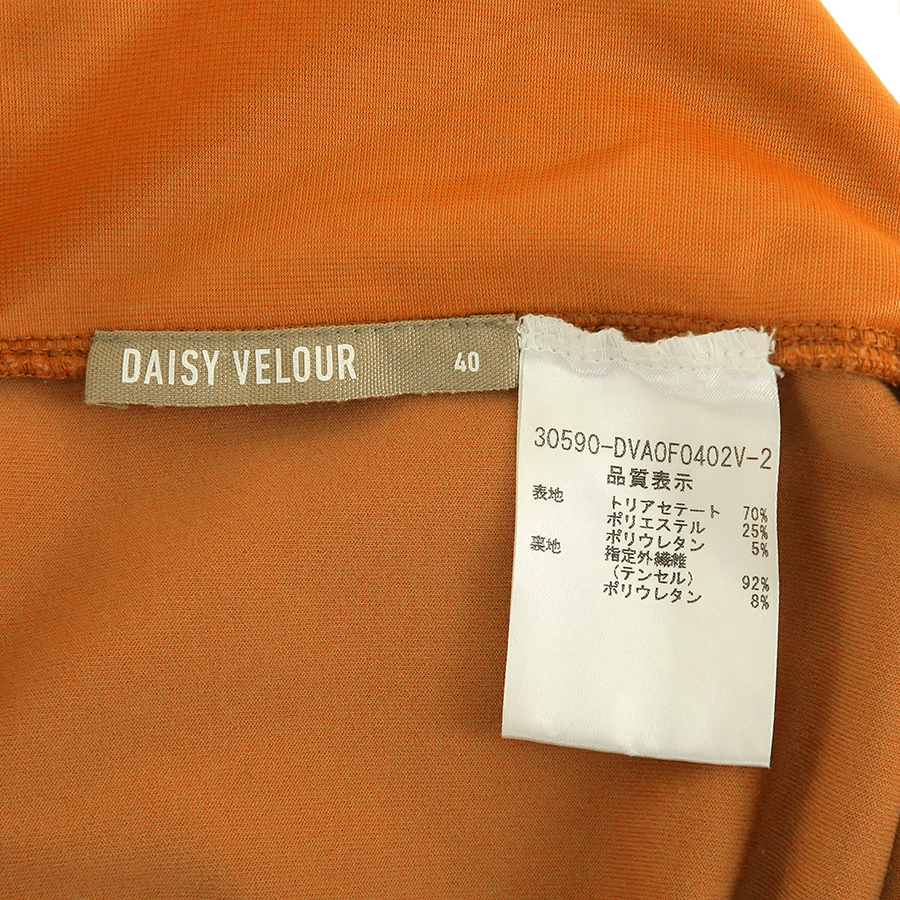 DAISY VELOUR 40
30590-DVA0F0402V-2
品質表示
表地 トリアセテート 70%
ポリエステル 25%
ポリウレタン 5%
裏地 指定外繊維
(テンセル) 92%
ポリウレタン 8%